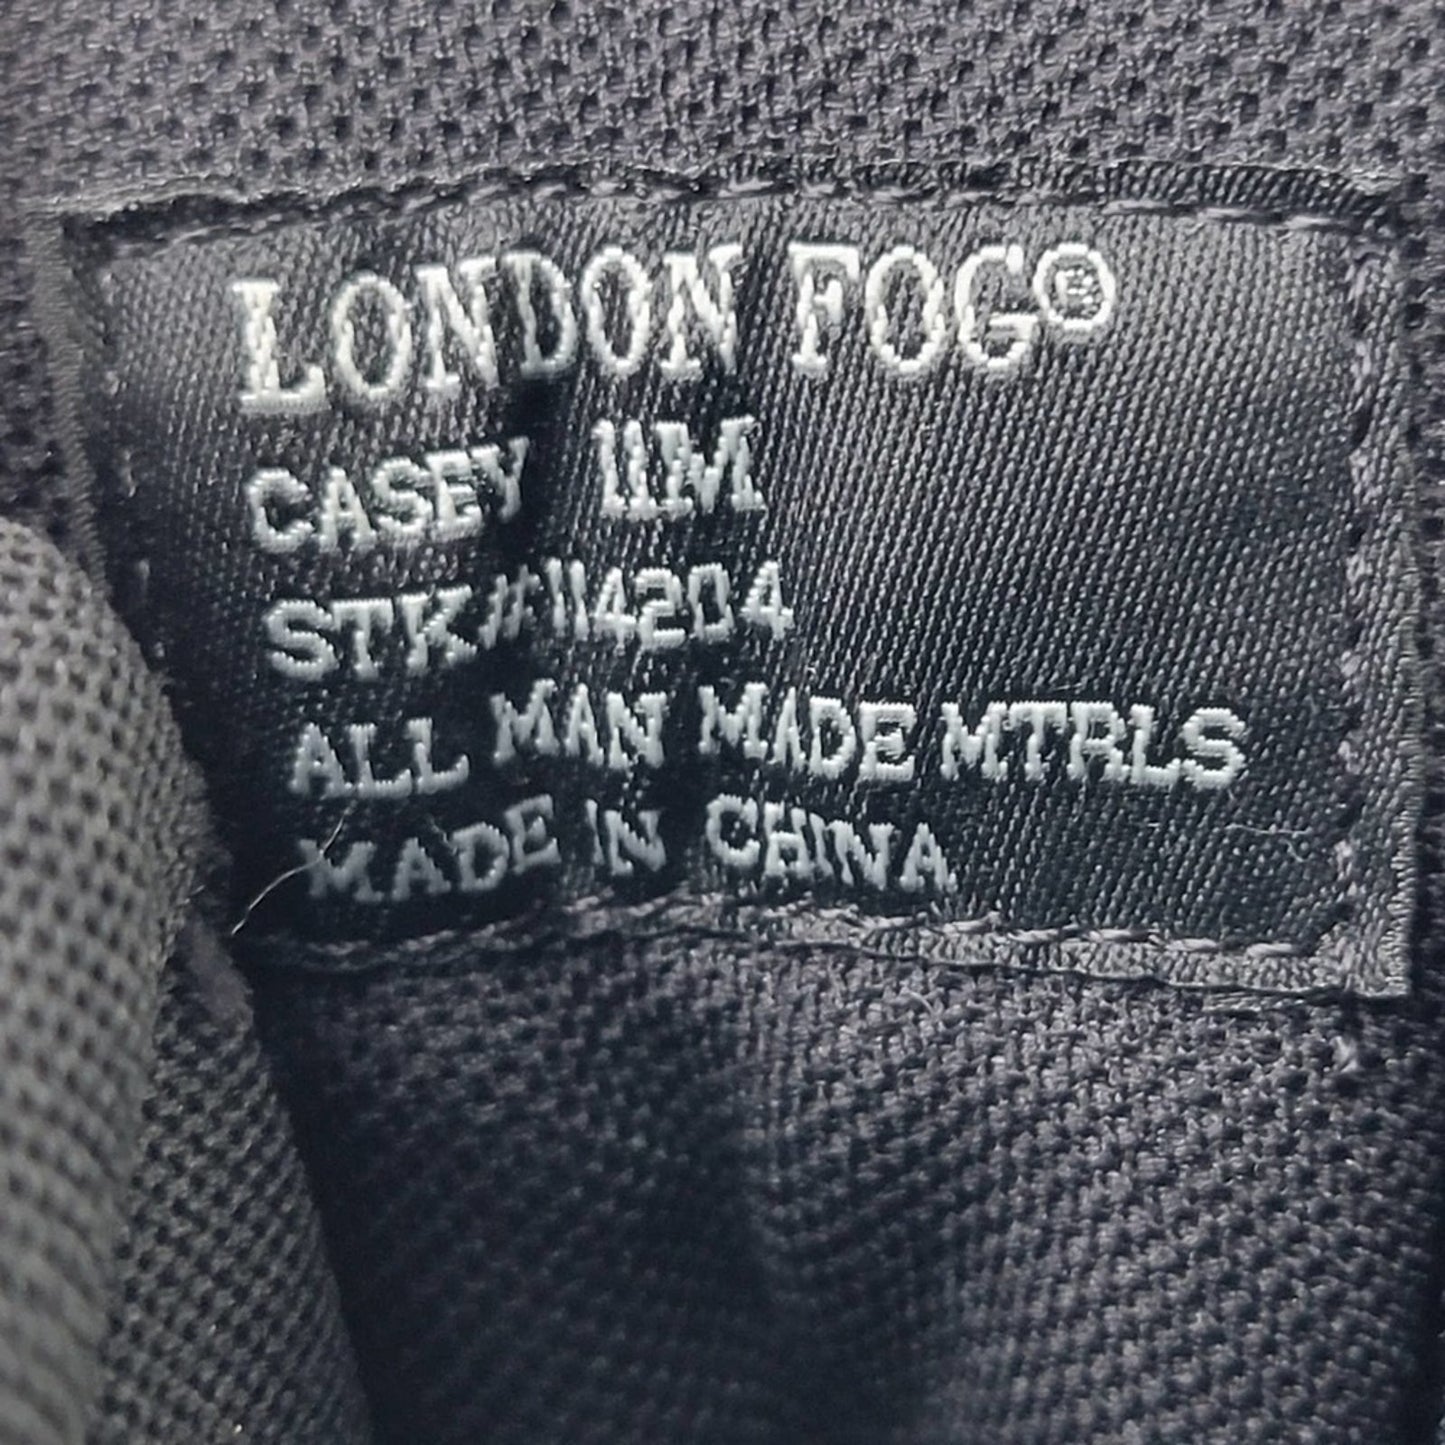 LONDON FOG®
CASEY 11M
STK#114204
ALL MAN MADE MTRLS
MADE IN CHINA